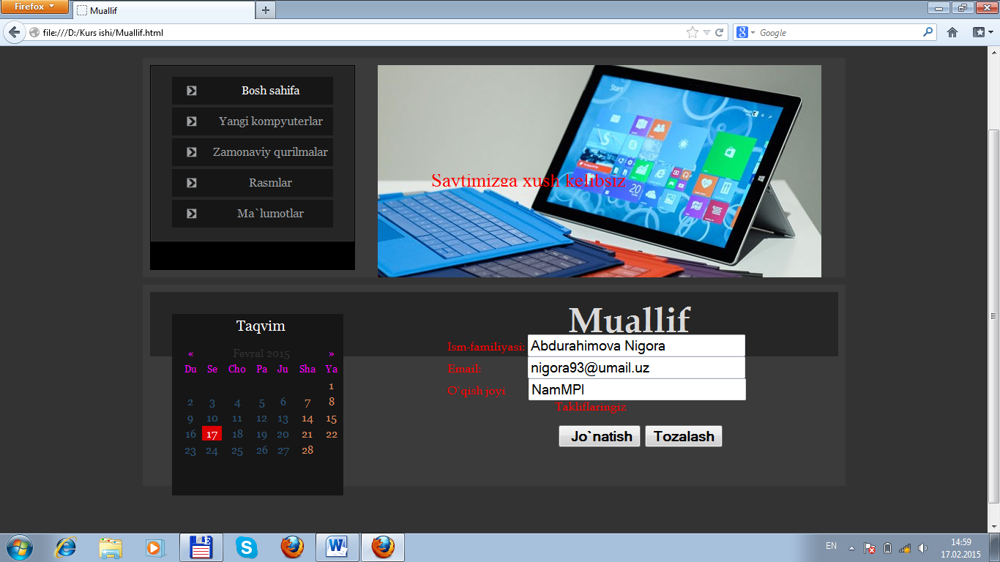 Firefox
Muallif
file:///D:/Kurs ishi/Muallif.html
Google
Bosh sahifa
Yangi kompyuterlar
Zamonaviy qurilmalar
Rasmlar
Ma`lumotlar
Start
20
Saytimizga xush kelibsiz
Taqvim
« Fevral 2015 »
Du Se Cho Pa Ju Sha Ya
1
2 3 4 5 6 7 8
9 10 11 12 13 14 15
16 17 18 19 20 21 22
23 24 25 26 27 28
Muallif
Ism-familiyasi: Abdurahimova Nigora
Email: nigora93@umail.uz
O`qish joyi NamMPI
Takliflaringiz
Jo`natish Tozalash
EN
14:59
17.02.2015